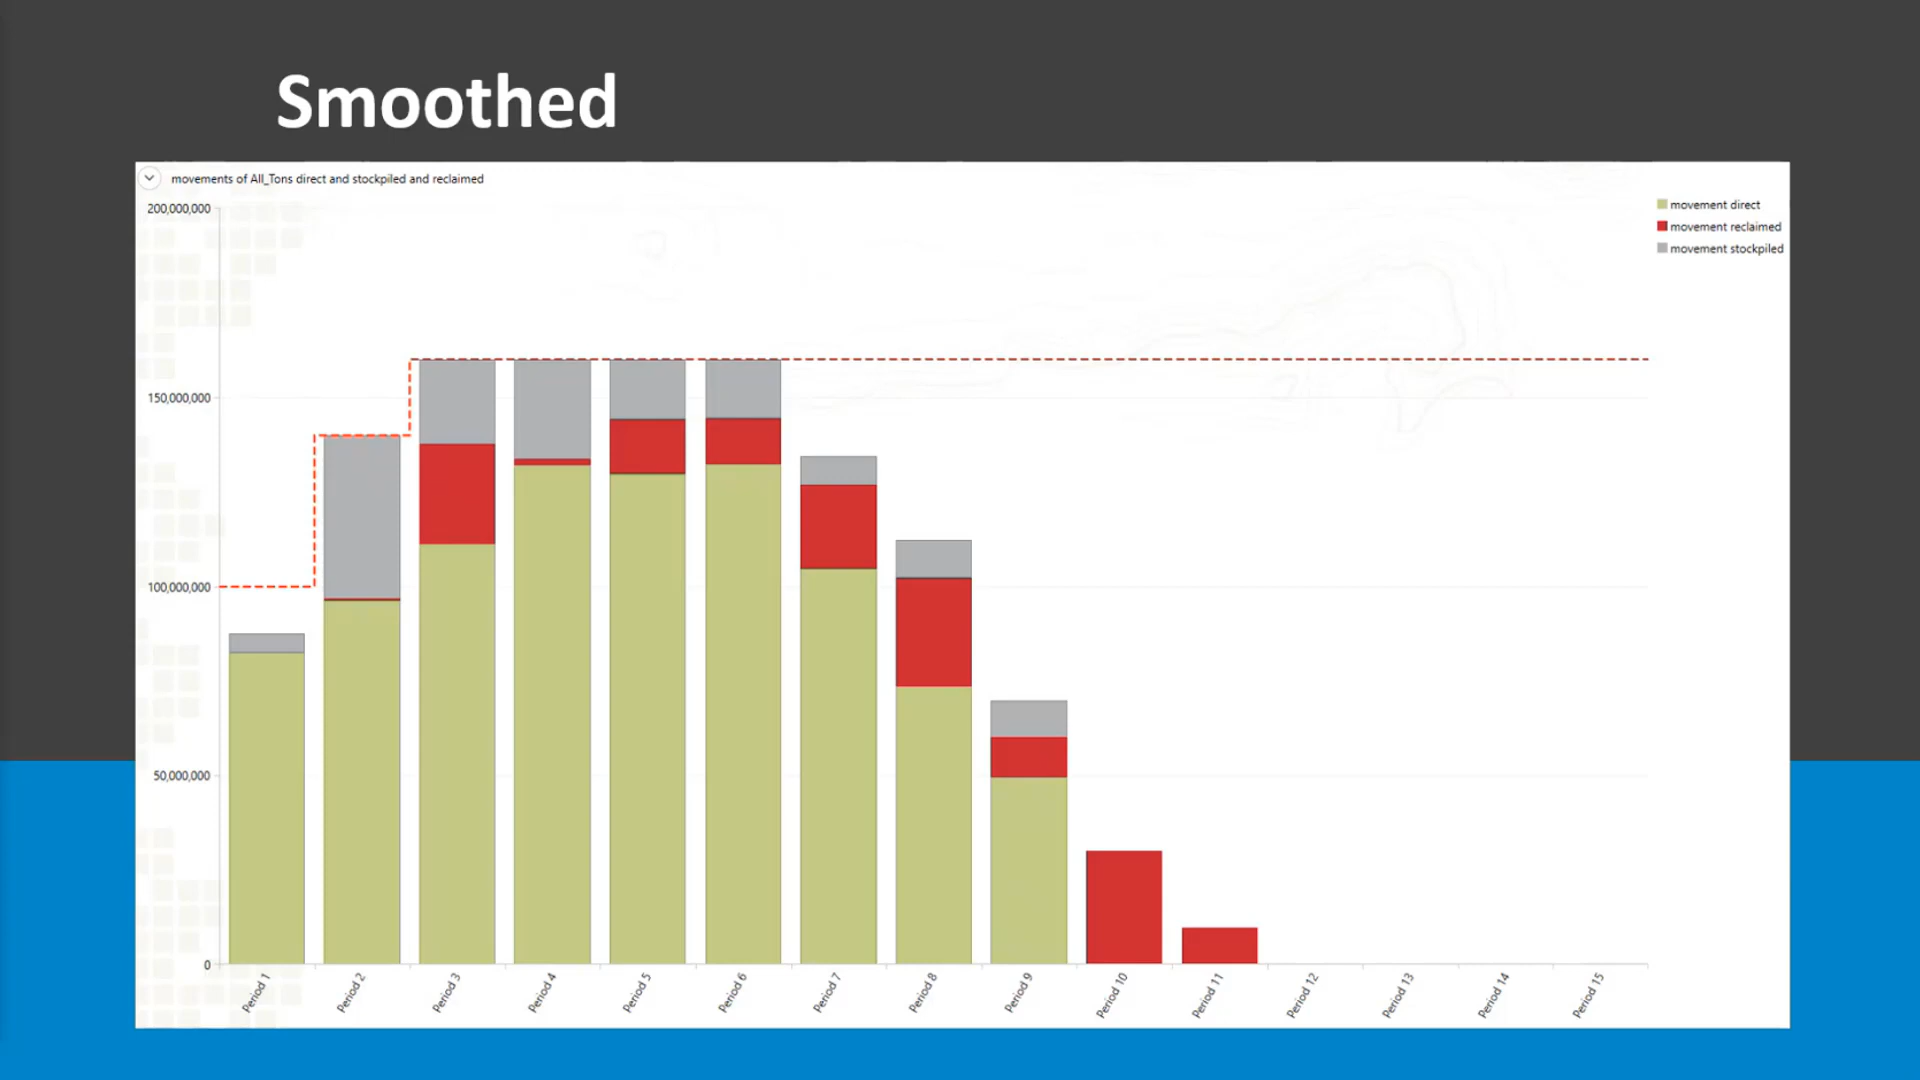 Smoothed
movements of All_Tons direct and stockpiled and reclaimed
200,000,000
150,000,000
100,000,000
50,000,000
0
movement direct
movement reclaimed
movement stockpiled
Period 1
Period 2
Period 3
Period 4
Period 5
Period 6
Period 7
Period 8
Period 9
Period 10
Period 11
Period 12
Period 13
Period 14
Period 15